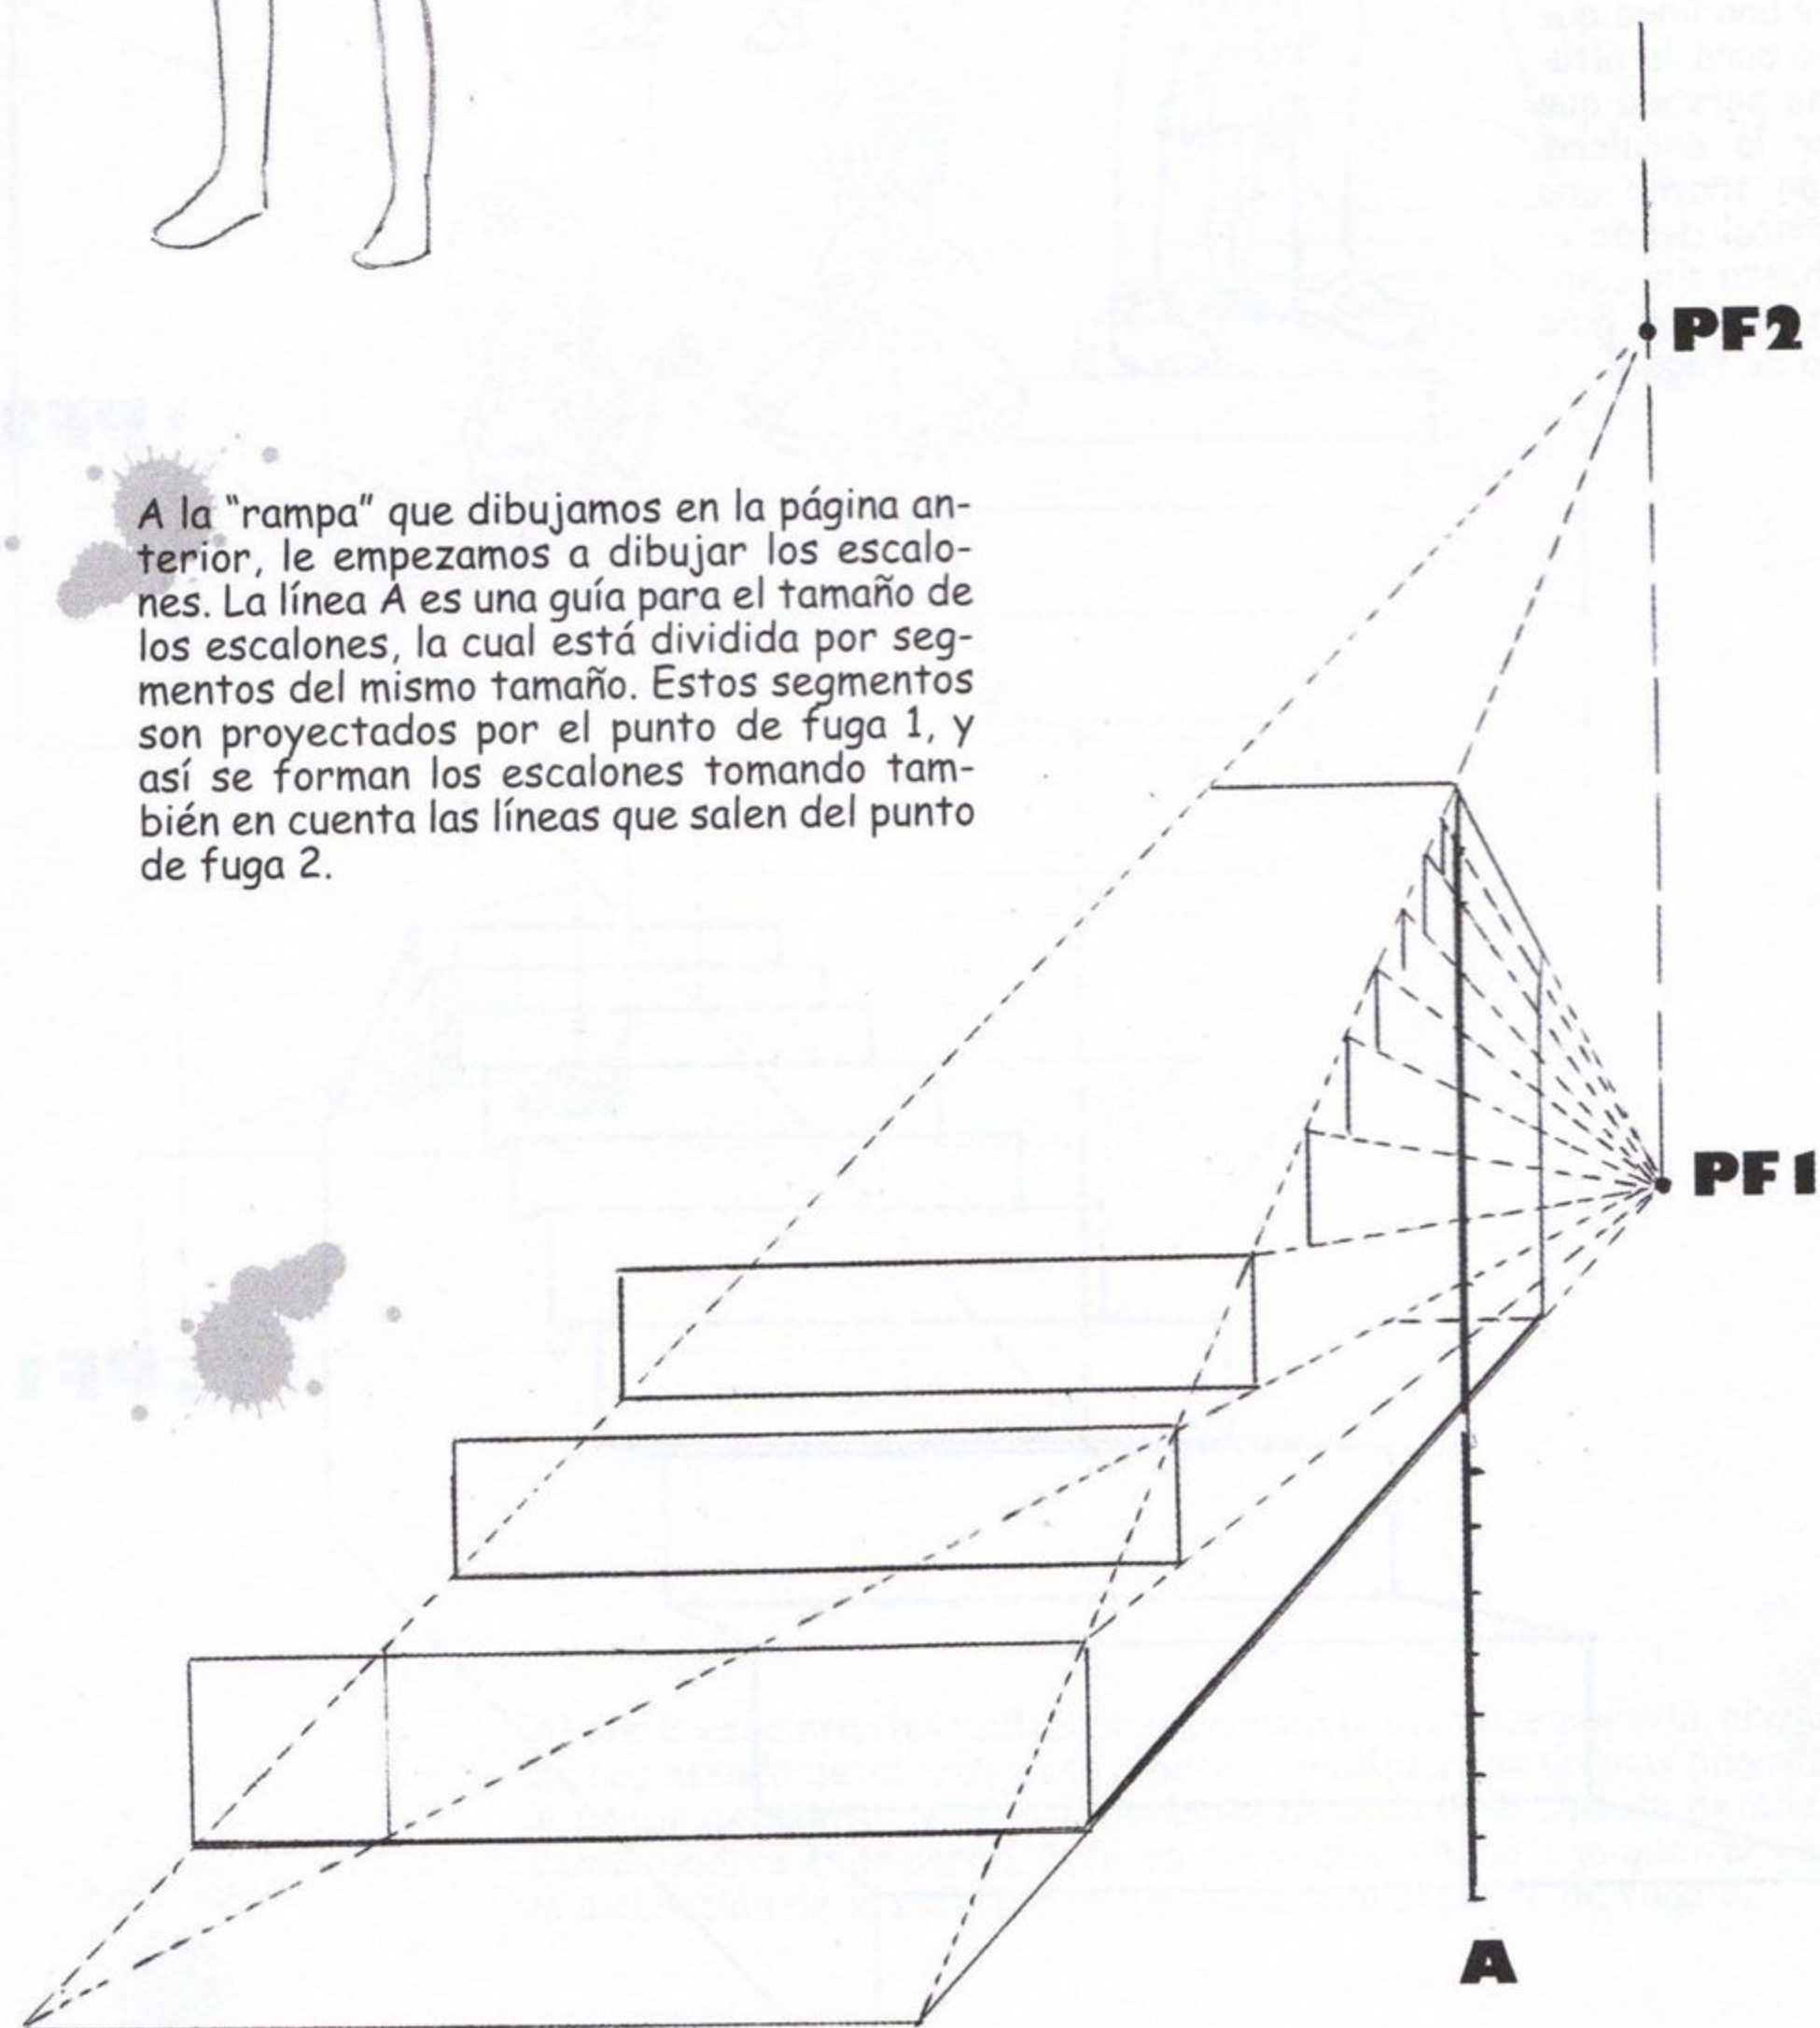 PF2
A la “rampa” que dibujamos en la página an-
terior, le empezamos a dibujar los escalo-
nes. La línea A es una guía para el tamaño de
los escalones, la cual está dividida por seg-
mentos del mismo tamaño. Estos segmentos
son proyectados por el punto de fuga 1, y
así se forman los escalones tomando tam-
bién en cuenta las líneas que salen del punto
de fuga 2.
PF1
A